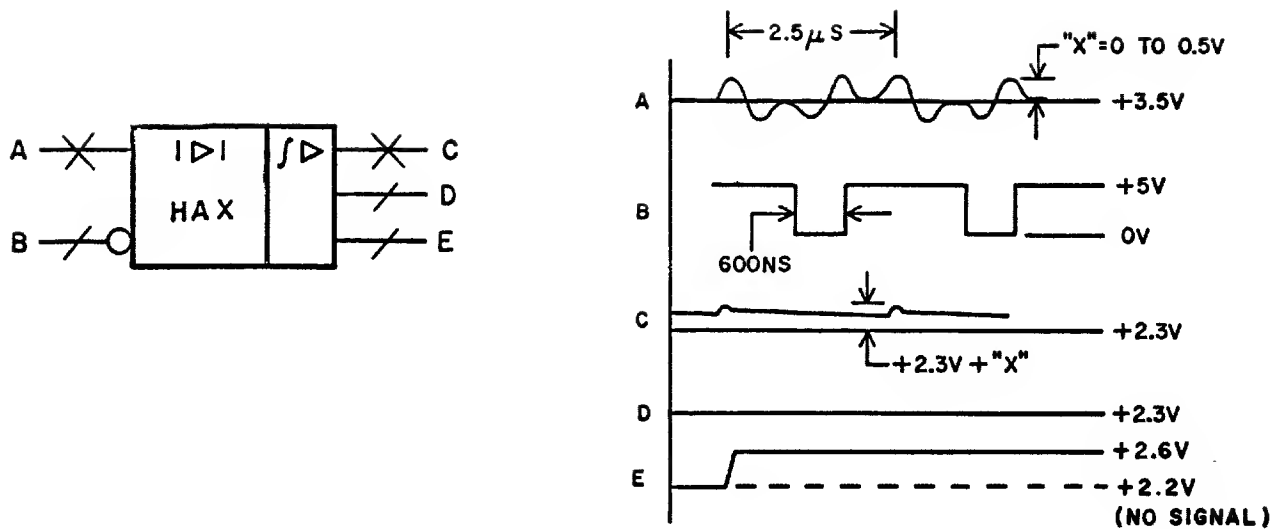 A
B
|▷|
HAX
∫▷
C
D
E
2.5μS
"X"=0 TO 0.5V
A
+3.5V
B
+5V
0V
600NS
C
+2.3V
+2.3V+"X"
D
+2.3V
E
+2.6V
+2.2V
(NO SIGNAL)